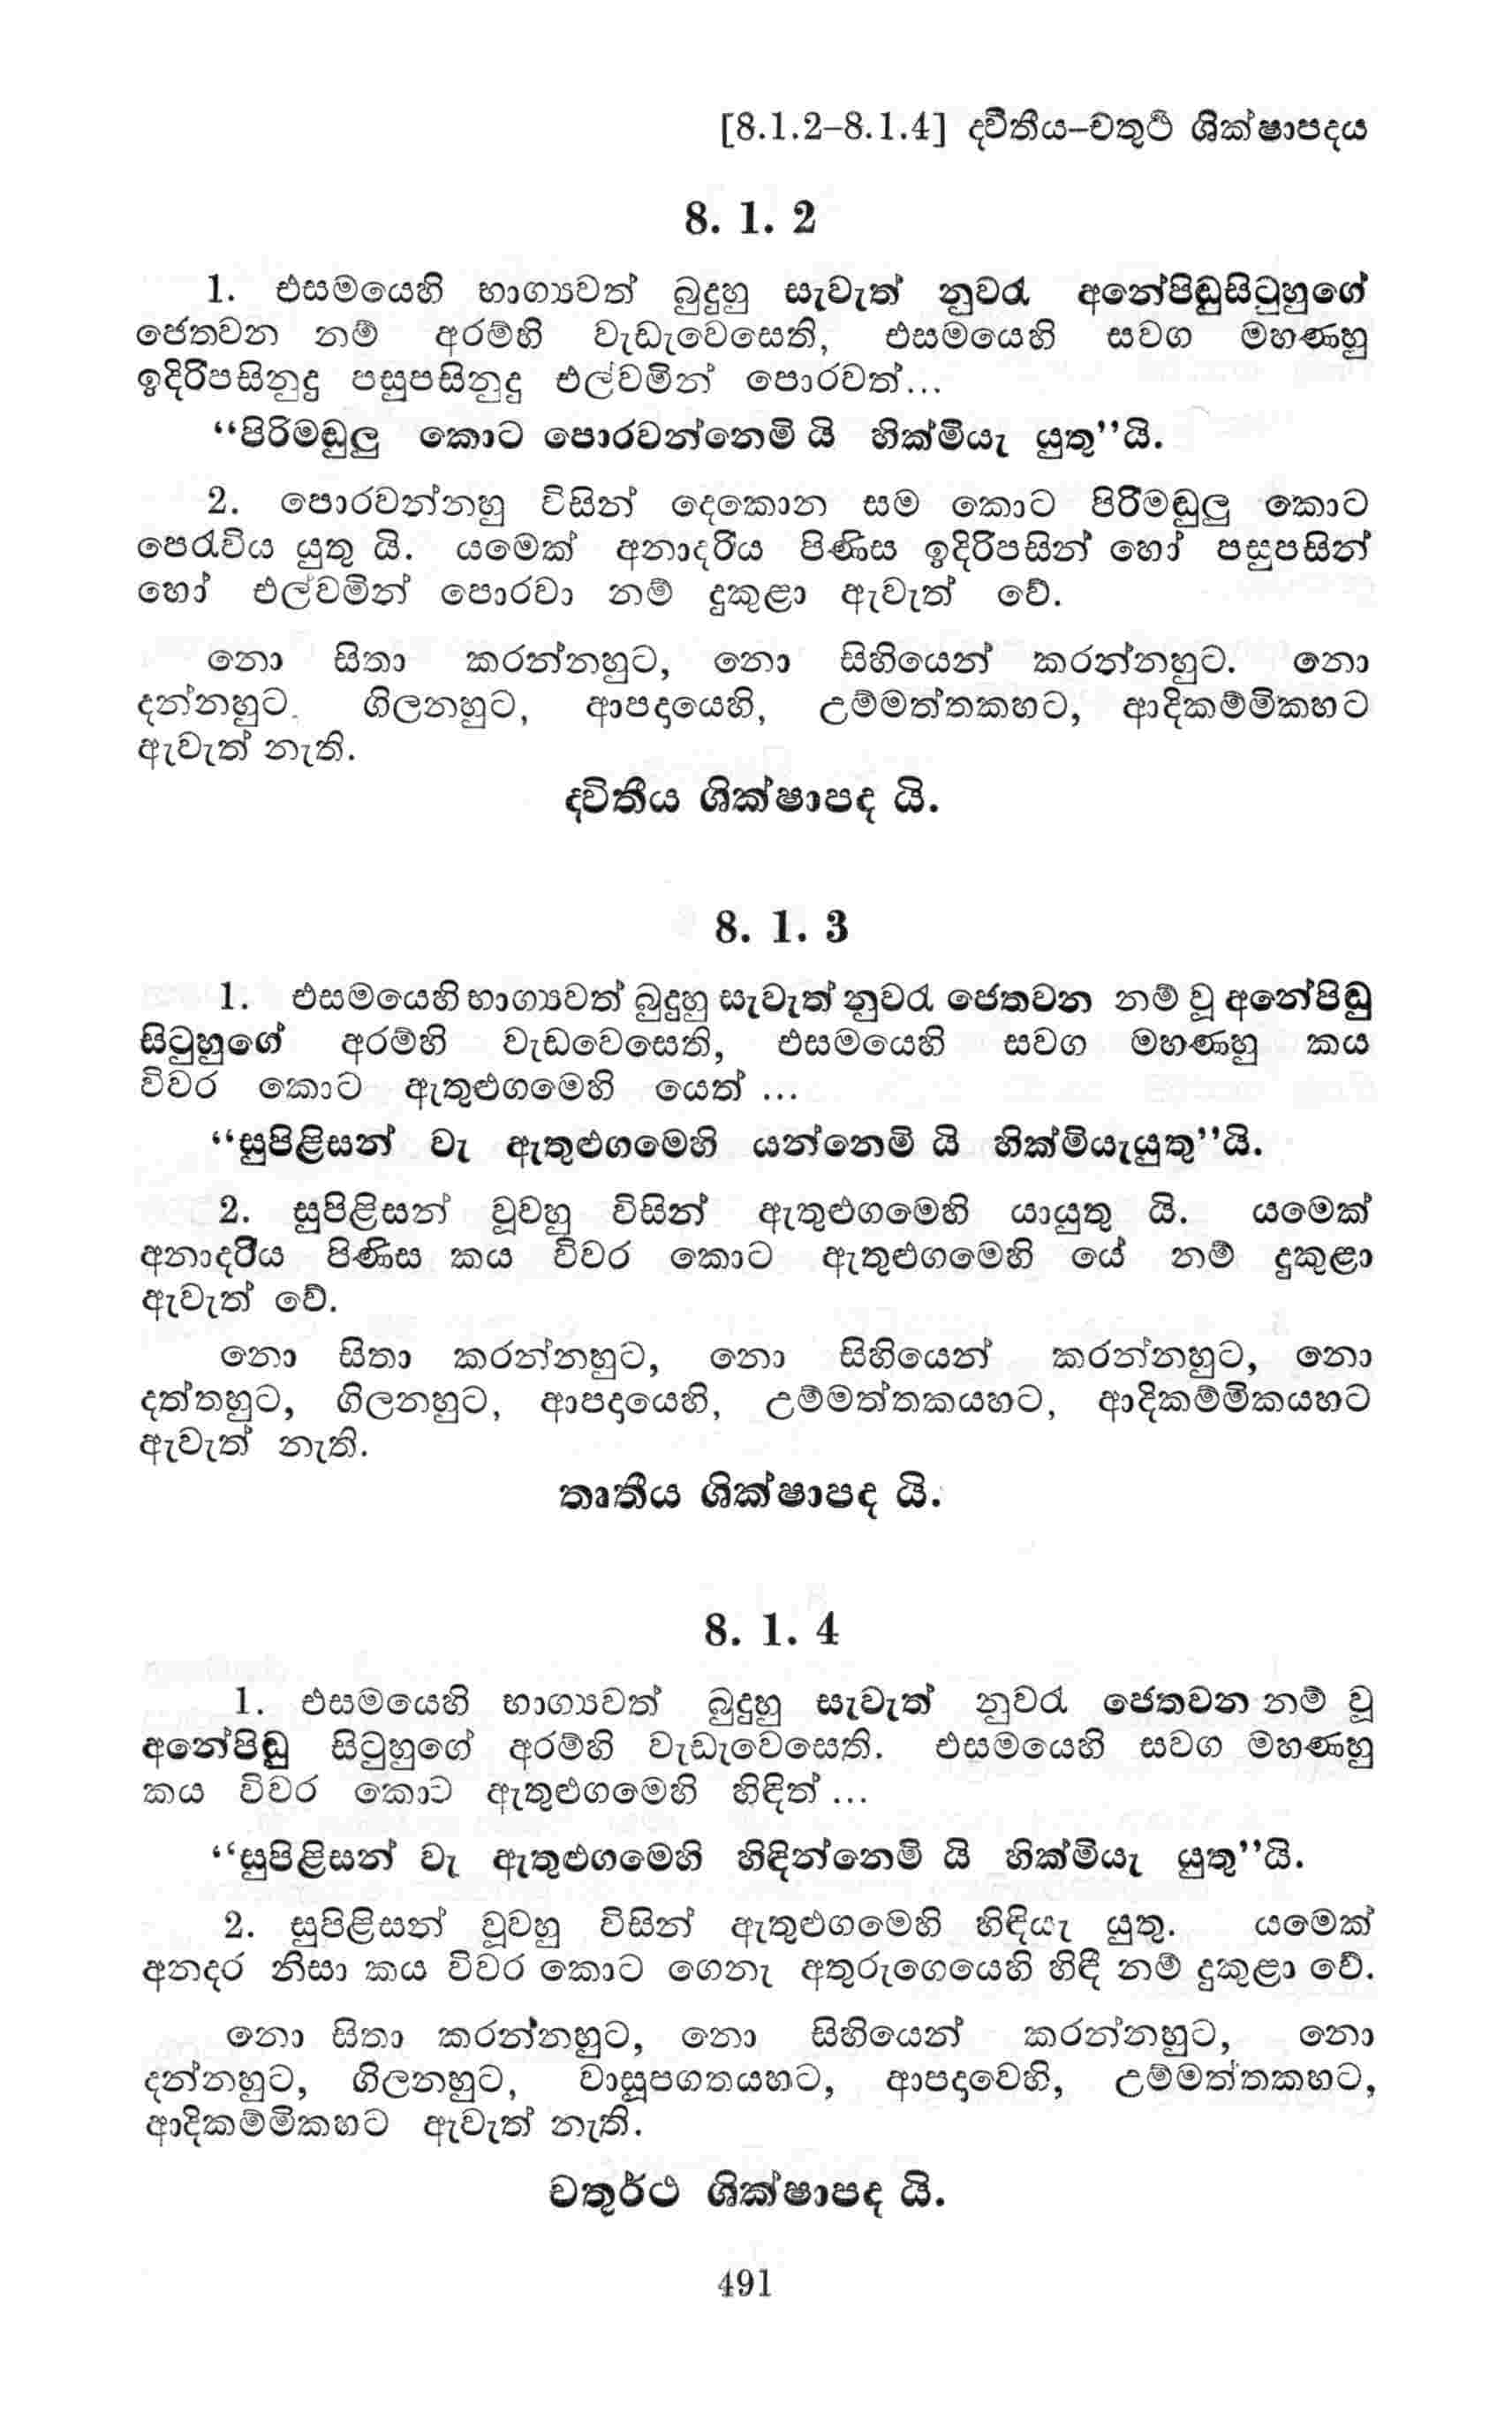 [8.1.2–8.1.4] ද්විතීය–චතුර්‍ථ ශික්ෂාපදය
8. 1. 2
1. එසමයෙහි භාග්‍යවත් බුදුහු සැවැත් නුවරැ අනේපිඬුසිටුහුගේ
ජෙතවන නම් අරම්හි වැඩැවෙසෙති, එසමයෙහි සවග මහණහු
ඉදිරිපසිනුදු පසුපසිනුදු එල්වමින් පොරවත්...
“පිරිමඬුලු කොට පොරවන්නෙමි යි හික්මියැ යුතු”යි.
2. පොරවන්නහු විසින් දෙකොන සම කොට පිරිමඬුලු කොට
පෙරැවිය යුතු යි. යමෙක් අනාදරිය පිණිස ඉදිරිපසින් හෝ පසුපසින්
හෝ එල්වමින් පොරවා නම් දුකුළා ඇවැත් වේ.
නො සිතා කරන්නහුට, නො සිහියෙන් කරන්නහුට. නො
දන්නහුට. ගිලනහුට, ආපදායෙහි, උම්මත්තකහට, ආදිකම්මිකහට
ඇවැත් නැති.
ද්විතීය ශික්ෂාපද යි.
8. 1. 3
1. එසමයෙහි භාග්‍යවත් බුදුහු සැවැත් නුවරැ ජෙතවන නම් වූ අනේපිඬු
සිටුහුගේ අරම්හි වැඩවෙසෙති, එසමයෙහි සවග මහණහු කය
විවර කොට ඇතුළුගමෙහි යෙත් ...
“සුපිළිසන් වැ ඇතුළුගමෙහි යන්නෙමි යි හික්මියැයුතු”යි.
2. සුපිළිසන් වූවහු විසින් ඇතුළුගමෙහි යායුතු යි. යමෙක්
අනාදරිය පිණිස කය විවර කොට ඇතුළුගමෙහි යේ නම් දුකුළා
ඇවැත් වේ.
නො සිතා කරන්නහුට, නො සිහියෙන් කරන්නහුට, නො
දත්තහුට, ගිලනහුට, ආපදායෙහි, උම්මත්තකයහට, ආදිකම්මිකයහට
ඇවැත් නැති.
තෘතීය ශික්ෂාපද යි.
8. 1. 4
1. එසමයෙහි භාග්‍යවත් බුදුහු සැවැත් නුවරැ ජෙතවන නම් වූ
අනේපිඬු සිටුහුගේ අරම්හි වැඩැවෙසෙති. එසමයෙහි සවග මහණහු
කය විවර කොට ඇතුළුගමෙහි හිඳිත් ...
“සුපිළිසන් වැ ඇතුළුගමෙහි හිඳින්නෙමි යි හික්මියැ යුතු”යි.
2. සුපිළිසන් වූවහු විසින් ඇතුළුගමෙහි හිඳියැ යුතු. යමෙක්
අනදර නිසා කය විවර කොට ගෙනැ අතුරුගෙයෙහි හිඳී නම් දුකුළා වේ.
නො සිතා කරන්නහුට, නො සිහියෙන් කරන්නහුට, නො
දන්නහුට, ගිලනහුට, වාසූපගතයහට, ආපදාවෙහි, උම්මත්තකහට,
ආදිකම්මිකහට ඇවැත් නැති.
චතුර්ථ ශික්ෂාපද යි.
491